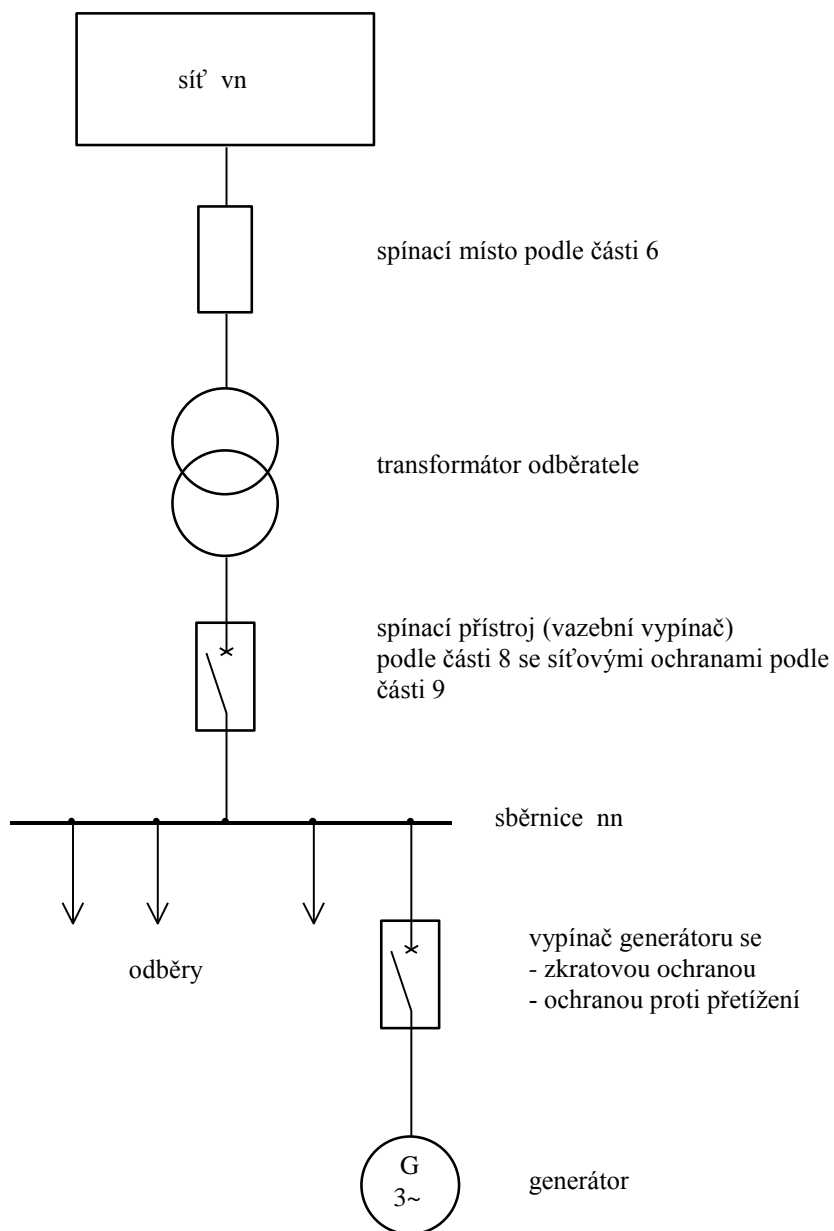 síť vn
spínací místo podle části 6
transformátor odběratele
spínací přístroj (vazební vypínač)
podle části 8 se síťovými ochranami podle
části 9
sběrnice nn
odběry
vypínač generátoru se
- zkratovou ochranou
- ochranou proti přetížení
G
3~
generátor